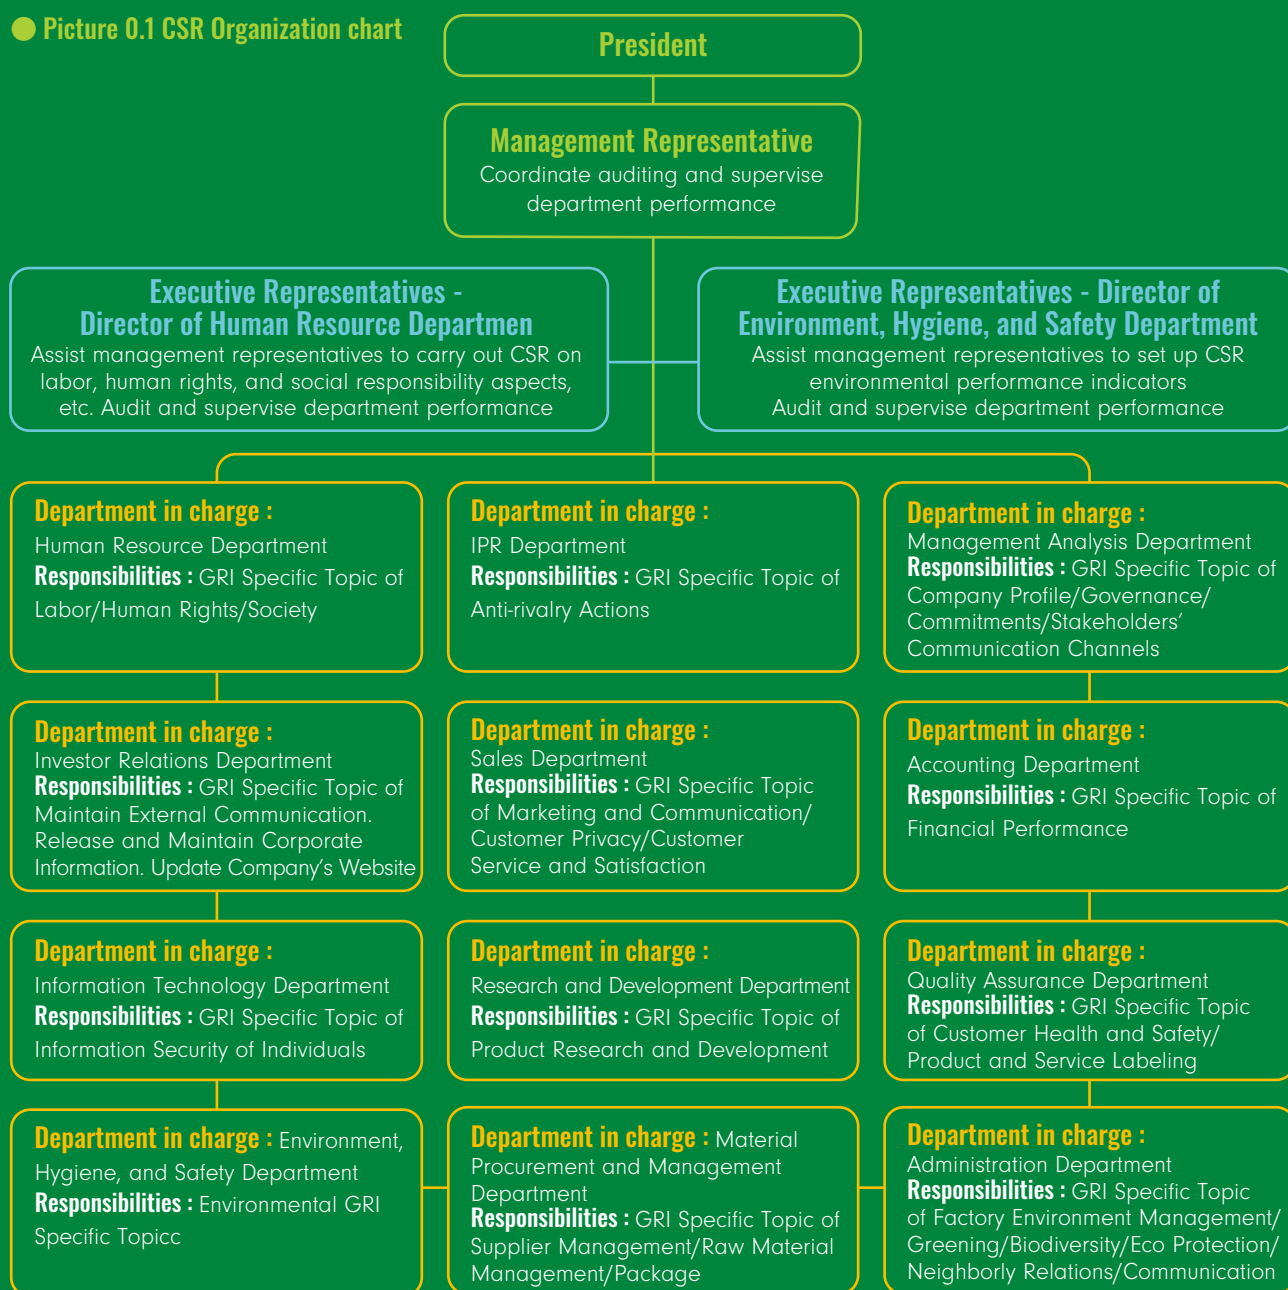 Picture 0.1 CSR Organization chart
President
Management Representative
Coordinate auditing and supervise
department performance
Executive Representatives -
Director of Human Resource Departmen
Assist management representatives to carry out CSR on
labor, human rights, and social responsibility aspects,
etc. Audit and supervise department performance
Executive Representatives - Director of
Environment, Hygiene, and Safety Department
Assist management representatives to set up CSR
environmental performance indicators
Audit and supervise department performance
Department in charge :
Human Resource Department
Responsibilities : GRI Specific Topic of
Labor/Human Rights/Society
Department in charge :
IPR Department
Responsibilities : GRI Specific Topic of
Anti-rivalry Actions
Department in charge :
Management Analysis Department
Responsibilities : GRI Specific Topic of
Company Profile/Governance/
Commitments/Stakeholders’
Communication Channels
Department in charge :
Investor Relations Department
Responsibilities : GRI Specific Topic of
Maintain External Communication.
Release and Maintain Corporate
Information. Update Company’s Website
Department in charge :
Sales Department
Responsibilities : GRI Specific Topic
of Marketing and Communication/
Customer Privacy/Customer
Service and Satisfaction
Department in charge :
Accounting Department
Responsibilities : GRI Specific Topic of
Financial Performance
Department in charge :
Information Technology Department
Responsibilities : GRI Specific Topic of
Information Security of Individuals
Department in charge :
Research and Development Department
Responsibilities : GRI Specific Topic of
Product Research and Development
Department in charge :
Quality Assurance Department
Responsibilities : GRI Specific Topic
of Customer Health and Safety/
Product and Service Labeling
Department in charge : Environment,
Hygiene, and Safety Department
Responsibilities : Environmental GRI
Specific Topicc
Department in charge : Material
Procurement and Management
Department
Responsibilities : GRI Specific Topic of
Supplier Management/Raw Material
Management/Package
Department in charge :
Administration Department
Responsibilities : GRI Specific Topic
of Factory Environment Management/
Greening/Biodiversity/Eco Protection/
Neighborly Relations/Communication